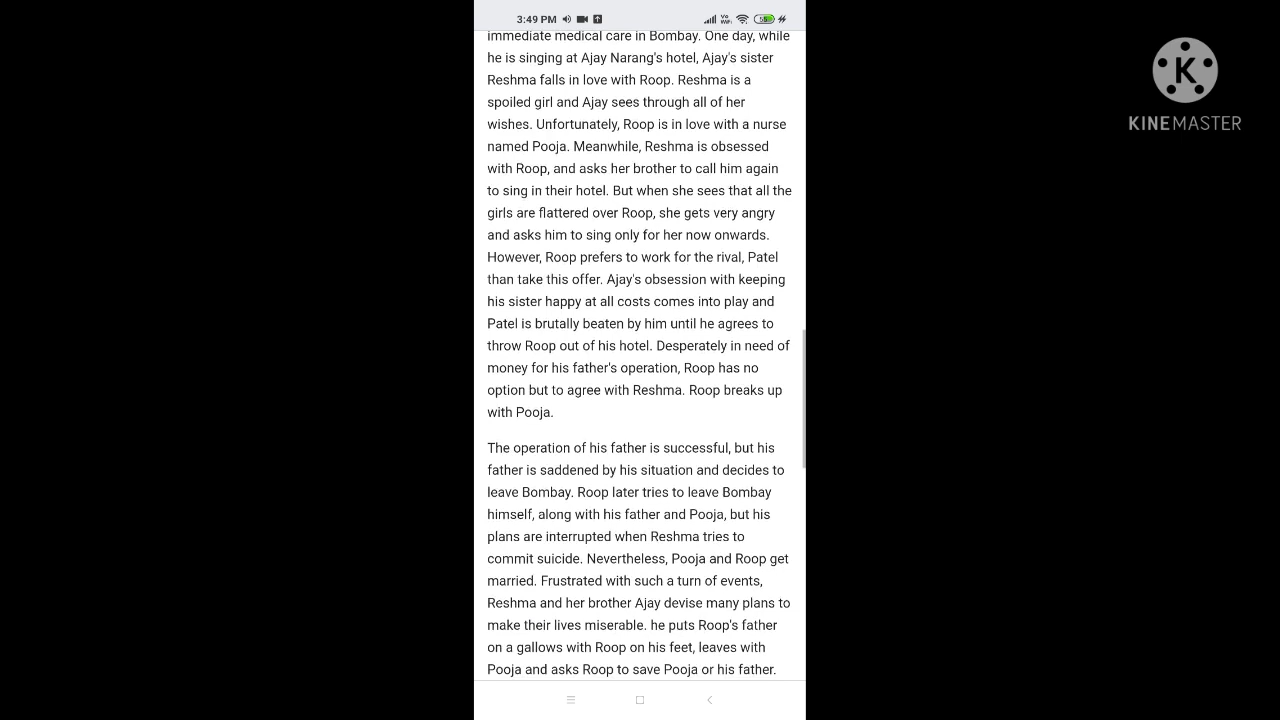 3:49 PM
Vo
WiFi
55
immediate medical care in Bombay. One day, while
he is singing at Ajay Narang's hotel, Ajay's sister
Reshma falls in love with Roop. Reshma is a
spoiled girl and Ajay sees through all of her
wishes. Unfortunately, Roop is in love with a nurse
named Pooja. Meanwhile, Reshma is obsessed
with Roop, and asks her brother to call him again
to sing in their hotel. But when she sees that all the
girls are flattered over Roop, she gets very angry
and asks him to sing only for her now onwards.
However, Roop prefers to work for the rival, Patel
than take this offer. Ajay's obsession with keeping
his sister happy at all costs comes into play and
Patel is brutally beaten by him until he agrees to
throw Roop out of his hotel. Desperately in need of
money for his father's operation, Roop has no
option but to agree with Reshma. Roop breaks up
with Pooja.
The operation of his father is successful, but his
father is saddened by his situation and decides to
leave Bombay. Roop later tries to leave Bombay
himself, along with his father and Pooja, but his
plans are interrupted when Reshma tries to
commit suicide. Nevertheless, Pooja and Roop get
married. Frustrated with such a turn of events,
Reshma and her brother Ajay devise many plans to
make their lives miserable. he puts Roop's father
on a gallows with Roop on his feet, leaves with
Pooja and asks Roop to save Pooja or his father.
K
KINEMASTER